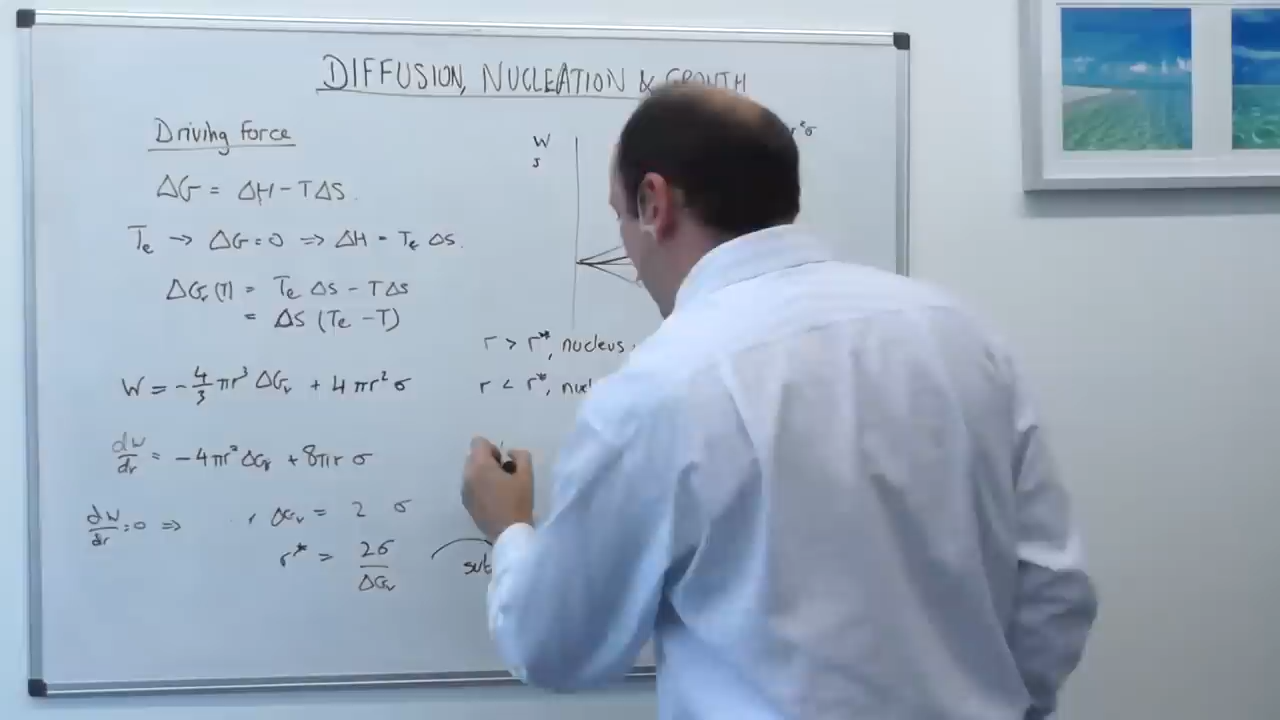 DIFFUSION, NUCLEATION & GROWTH
Driving Force
ΔG = ΔH - TΔS.
Te → ΔG = 0 ⇒ ΔH = Te ΔS.
ΔGv(T) = Te ΔS - TΔS
= ΔS (Te - T)
W = - 4/3 πr³ ΔGv + 4πr² σ
dW/dr = -4πr² ΔGv + 8πr σ
dW/dr = 0 ⇒ r ΔGv = 2 σ
r* = 2σ/ΔGv
W
J
r²σ
r > r*, nucleus
r < r*,